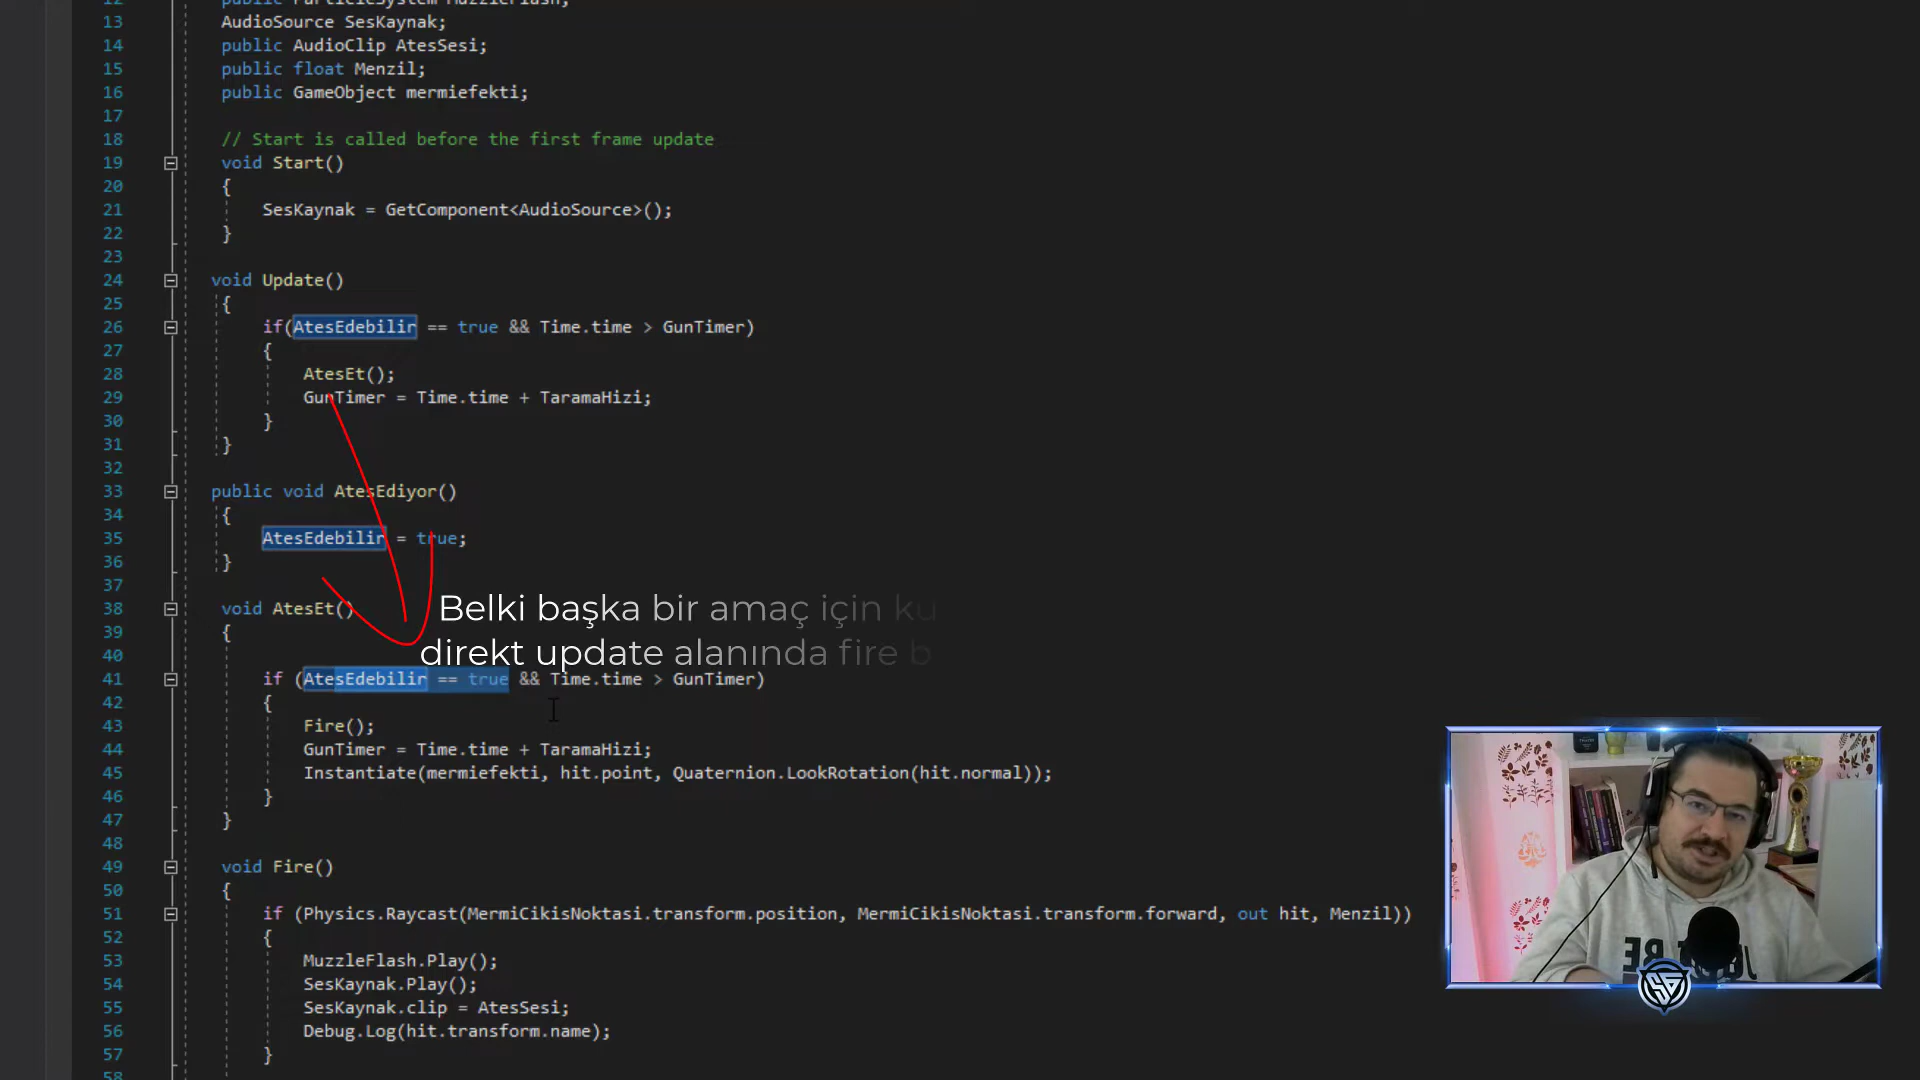 12 public ParticleSystem MuzzleFlash;
13 AudioSource SesKaynak;
14 public AudioClip AtesSesi;
15 public float Menzil;
16 public GameObject mermiefekti;
17
18 // Start is called before the first frame update
19 void Start()
20 {
21 SesKaynak = GetComponent<AudioSource>();
22 }
23
24 void Update()
25 {
26 if(AtesEdebilir == true && Time.time > GunTimer)
27 {
28 AtesEt();
29 GunTimer = Time.time + TaramaHizi;
30 }
31 }
32
33 public void AtesEdiyor()
34 {
35 AtesEdebilir = true;
36 }
37
38 void AtesEt()
Belki başka bir amaç için ku
39 {
40
direkt update alanında fire b
41 if (AtesEdebilir == true && Time.time > GunTimer)
42 {
43 Fire();
44 GunTimer = Time.time + TaramaHizi;
45 Instantiate(mermiefekti, hit.point, Quaternion.LookRotation(hit.normal));
46 }
47 }
48
49 void Fire()
50 {
51 if (Physics.Raycast(MermiCikisNoktasi.transform.position, MermiCikisNoktasi.transform.forward, out hit, Menzil))
52 {
53 MuzzleFlash.Play();
54 SesKaynak.Play();
55 SesKaynak.clip = AtesSesi;
56 Debug.Log(hit.transform.name);
57 }
58